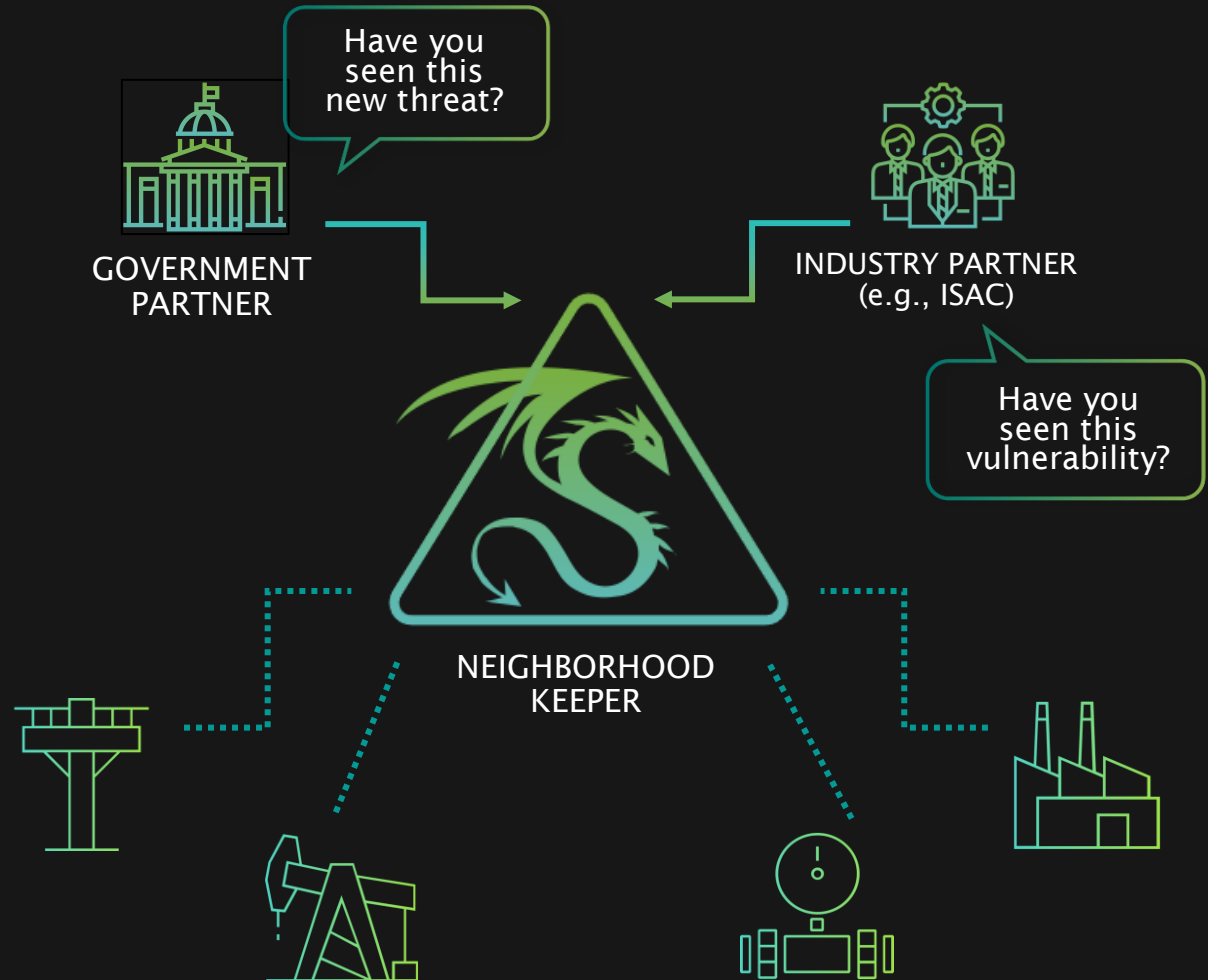 Have you
seen this
new threat?
GOVERNMENT
PARTNER
INDUSTRY PARTNER
(e.g., ISAC)
Have you
seen this
vulnerability?
NEIGHBORHOOD
KEEPER